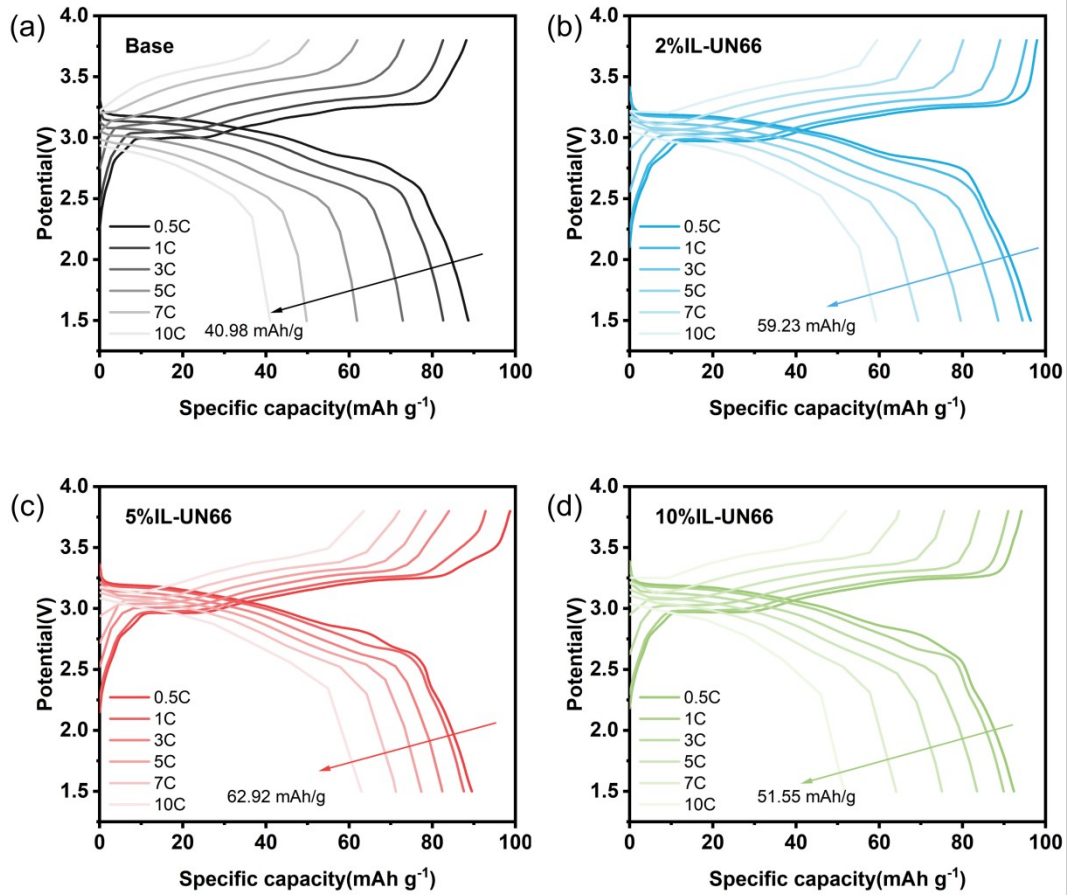 (a)
Base
4.0
3.5
3.0
2.5
2.0
1.5
Potential(V)
0.5C
1C
3C
5C
7C
10C
40.98 mAh/g
0 20 40 60 80 100
Specific capacity(mAh g⁻¹)
(b)
2%IL-UN66
4.0
3.5
3.0
2.5
2.0
1.5
Potential(V)
0.5C
1C
3C
5C
7C
10C
59.23 mAh/g
0 20 40 60 80 100
Specific capacity(mAh g⁻¹)
(c)
5%IL-UN66
4.0
3.5
3.0
2.5
2.0
1.5
Potential(V)
0.5C
1C
3C
5C
7C
10C
62.92 mAh/g
0 20 40 60 80 100
Specific capacity(mAh g⁻¹)
(d)
10%IL-UN66
4.0
3.5
3.0
2.5
2.0
1.5
Potential(V)
0.5C
1C
3C
5C
7C
10C
51.55 mAh/g
0 20 40 60 80 100
Specific capacity(mAh g⁻¹)